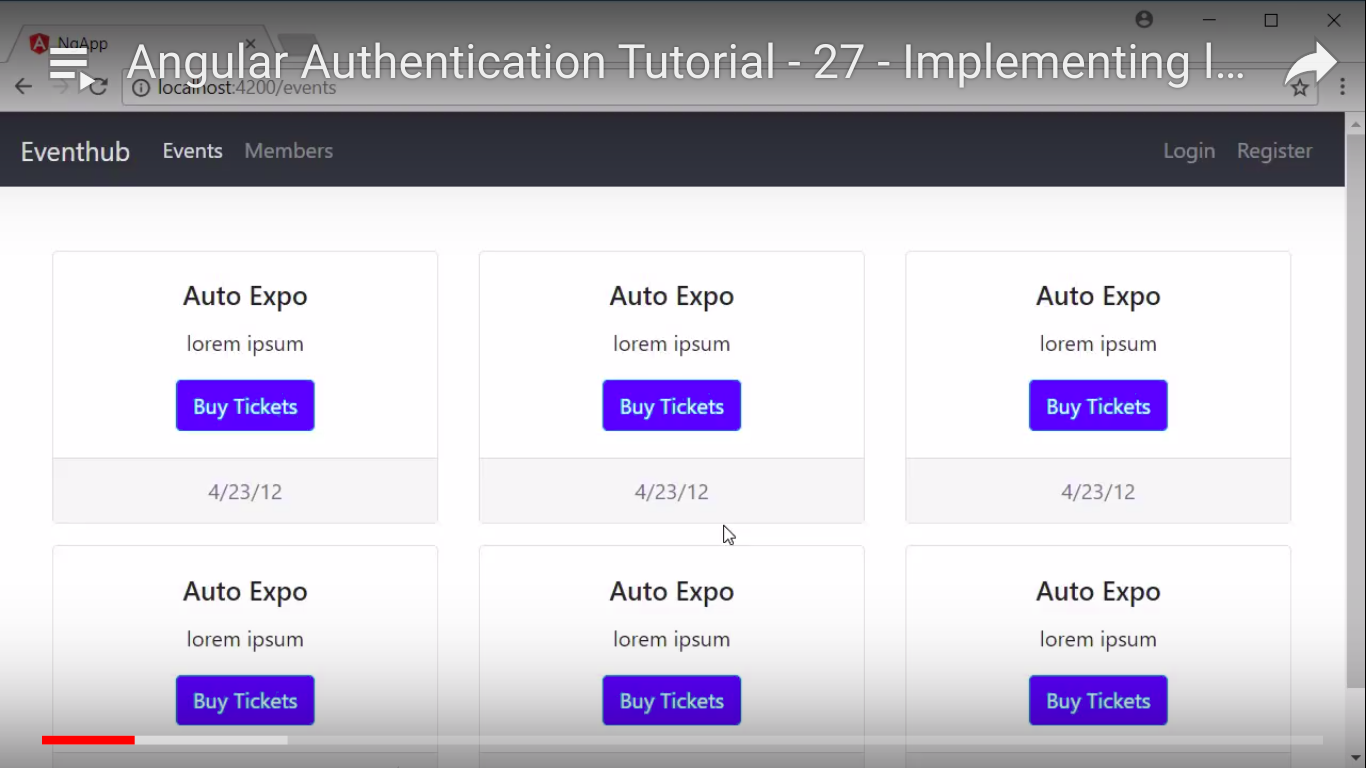 NgApp
Angular Authentication Tutorial - 27 - Implementing l...
localhost:4200/events
Eventhub Events Members Login Register
Auto Expo Auto Expo Auto Expo
lorem ipsum lorem ipsum lorem ipsum
Buy Tickets Buy Tickets Buy Tickets
4/23/12 4/23/12 4/23/12
Auto Expo Auto Expo Auto Expo
lorem ipsum lorem ipsum lorem ipsum
Buy Tickets Buy Tickets Buy Tickets